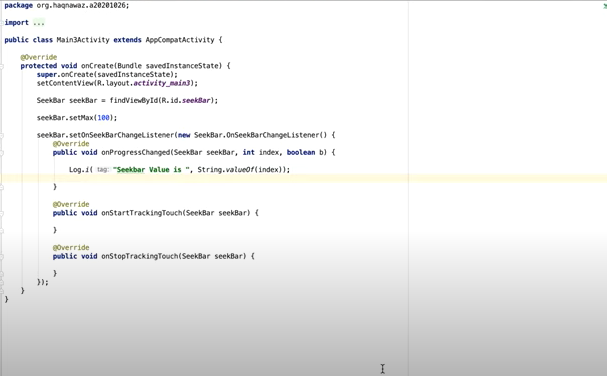 package org.haqnawaz.a20201026;
import ...
public class Main3Activity extends AppCompatActivity {
@Override
protected void onCreate(Bundle savedInstanceState) {
super.onCreate(savedInstanceState);
setContentView(R.layout.activity_main3);
SeekBar seekBar = findViewById(R.id.seekBar);
seekBar.setMax(100);
seekBar.setOnSeekBarChangeListener(new SeekBar.OnSeekBarChangeListener() {
@Override
public void onProgressChanged(SeekBar seekBar, int index, boolean b) {
Log.i( tag: "Seekbar Value is ", String.valueOf(index));
}
@Override
public void onStartTrackingTouch(SeekBar seekBar) {
}
@Override
public void onStopTrackingTouch(SeekBar seekBar) {
}
});
}
}